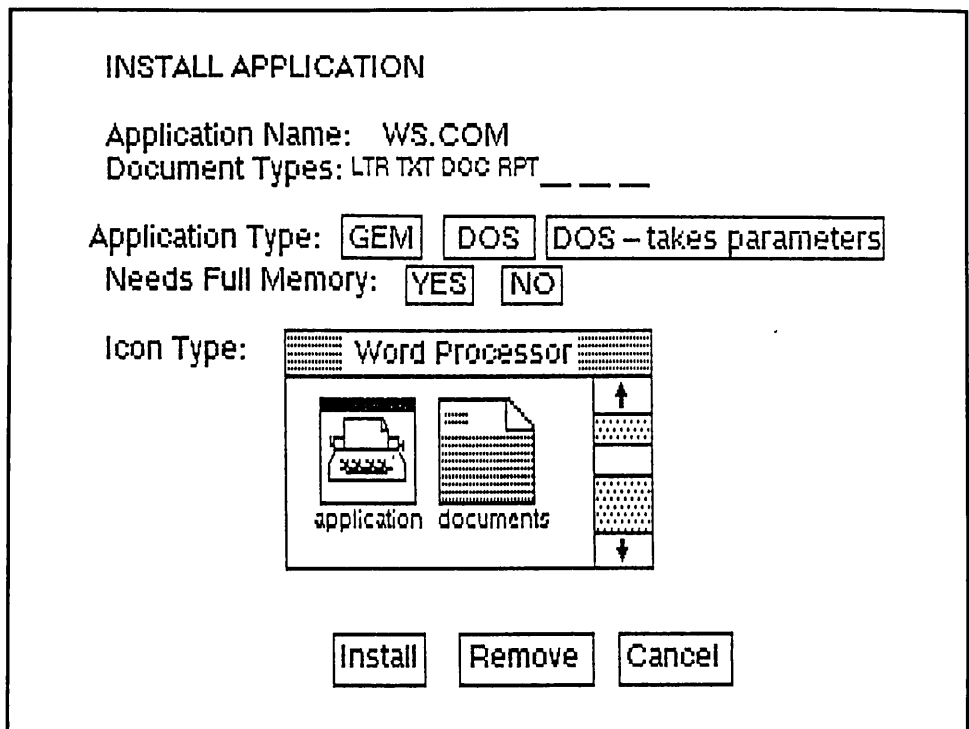 INSTALL APPLICATION
Application Name: WS.COM
Document Types: LTR TXT DOC RPT_ _ _
Application Type: GEM DOS DOS – takes parameters
Needs Full Memory: YES NO
Icon Type: Word Processor
application documents
Install Remove Cancel